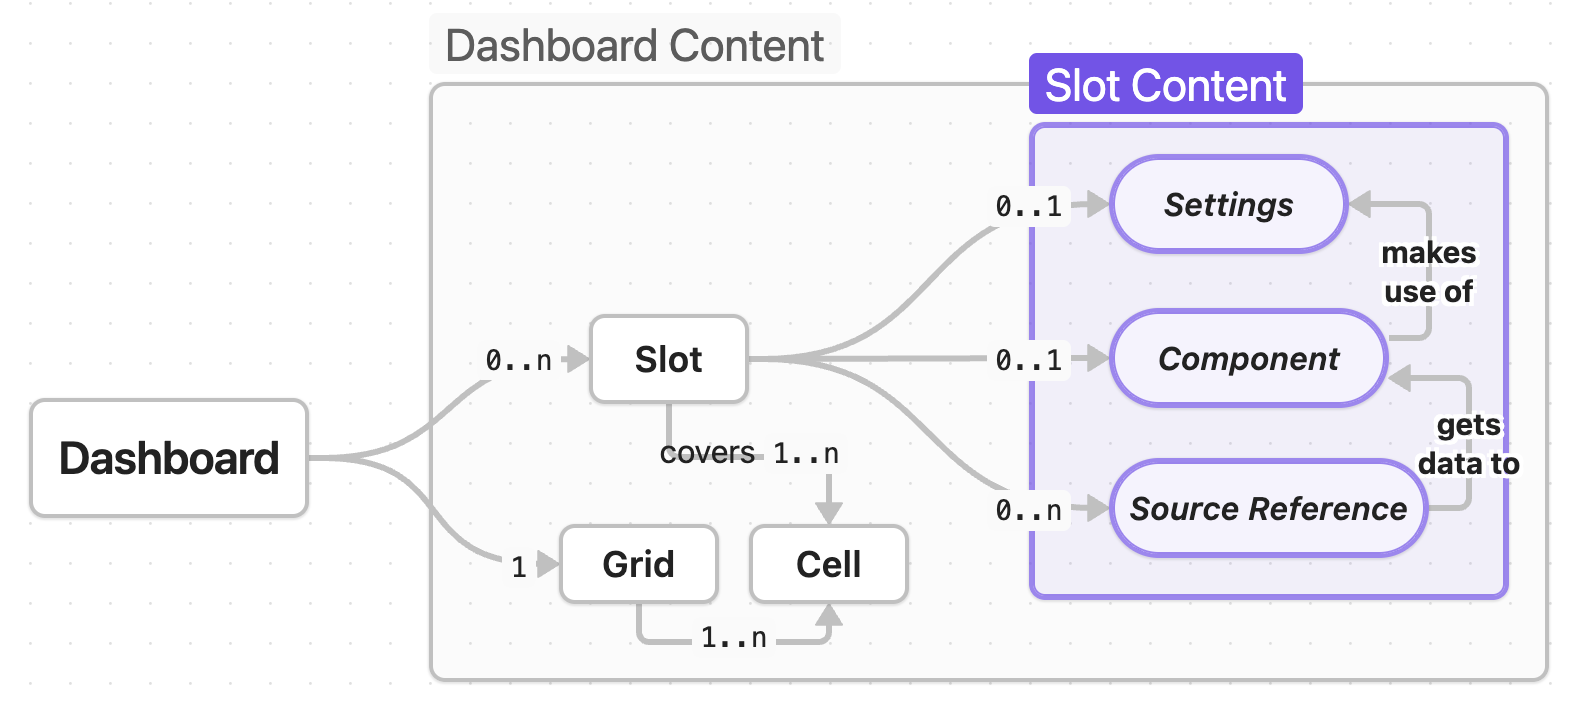 Dashboard Content
Slot Content
Settings
0..1
makes
use of
0..n
Slot
0..1
Component
Dashboard
covers 1..n
gets
data to
0..n
Source Reference
1
Grid
Cell
1..n